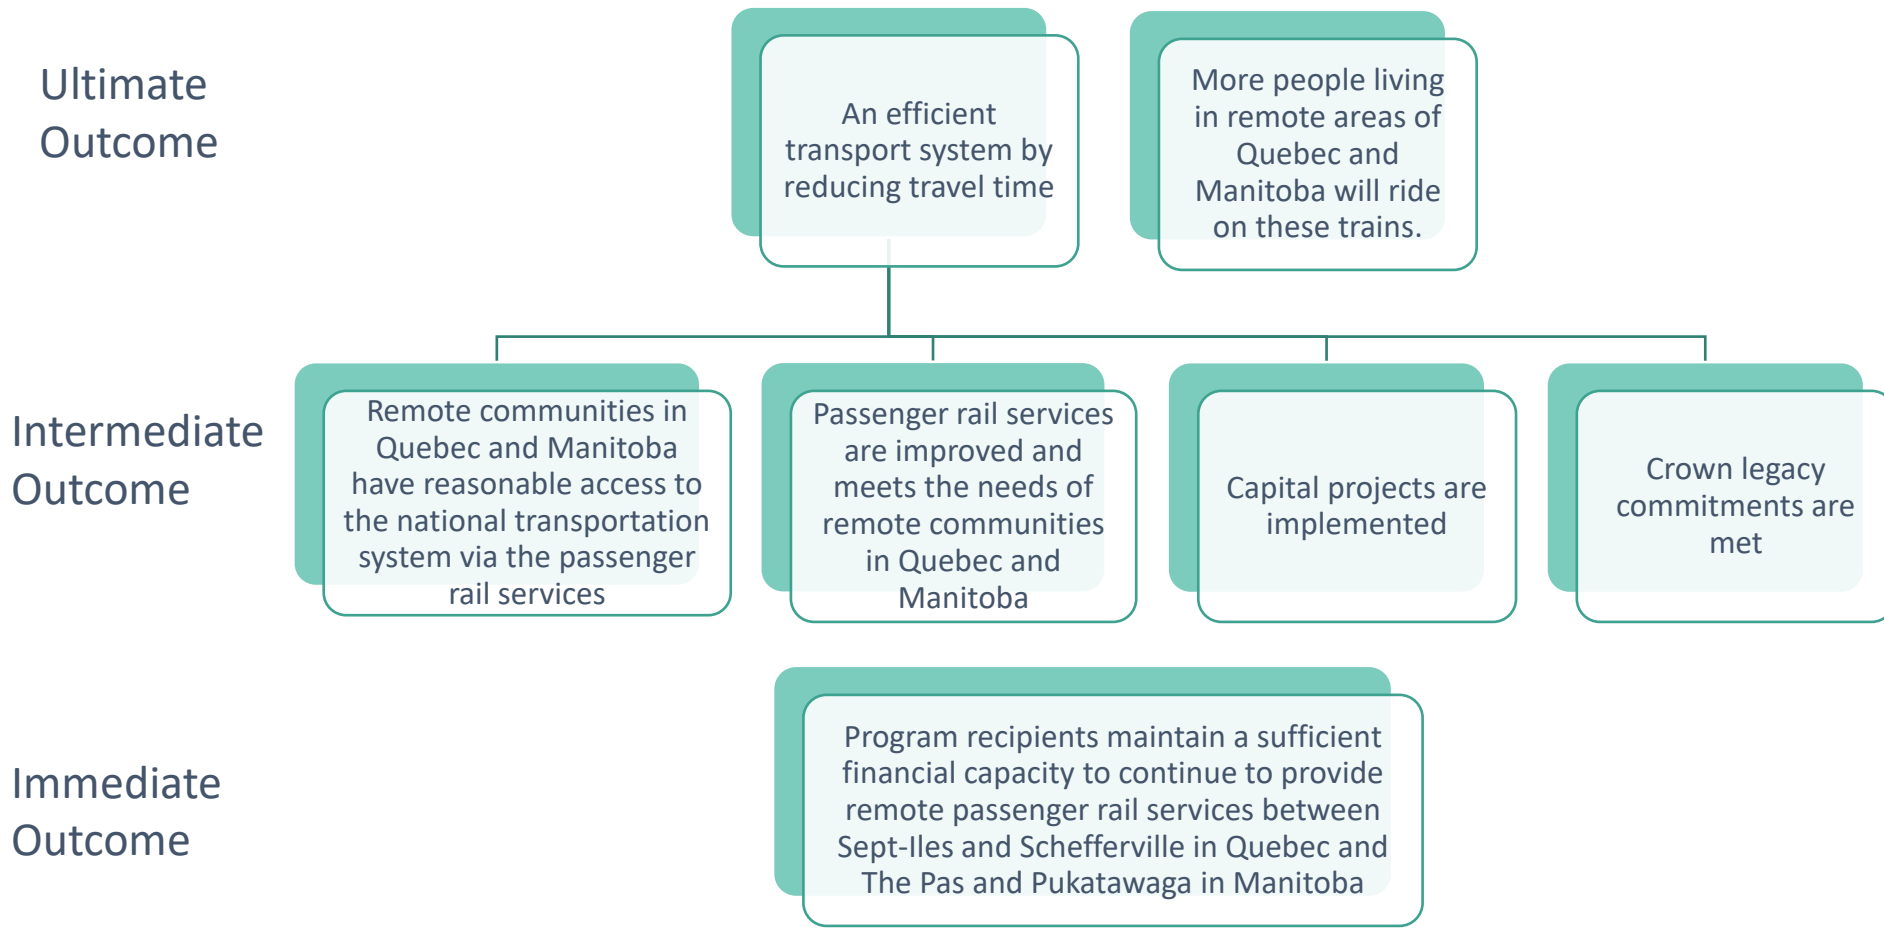 Ultimate
Outcome
An efficient
transport system by
reducing travel time
More people living
in remote areas of
Quebec and
Manitoba will ride
on these trains.
Intermediate
Outcome
Remote communities in
Quebec and Manitoba
have reasonable access to
the national transportation
system via the passenger
rail services
Passenger rail services
are improved and
meets the needs of
remote communities
in Quebec and
Manitoba
Capital projects are
implemented
Crown legacy
commitments are
met
Immediate
Outcome
Program recipients maintain a sufficient
financial capacity to continue to provide
remote passenger rail services between
Sept-Iles and Schefferville in Quebec and
The Pas and Pukatawaga in Manitoba